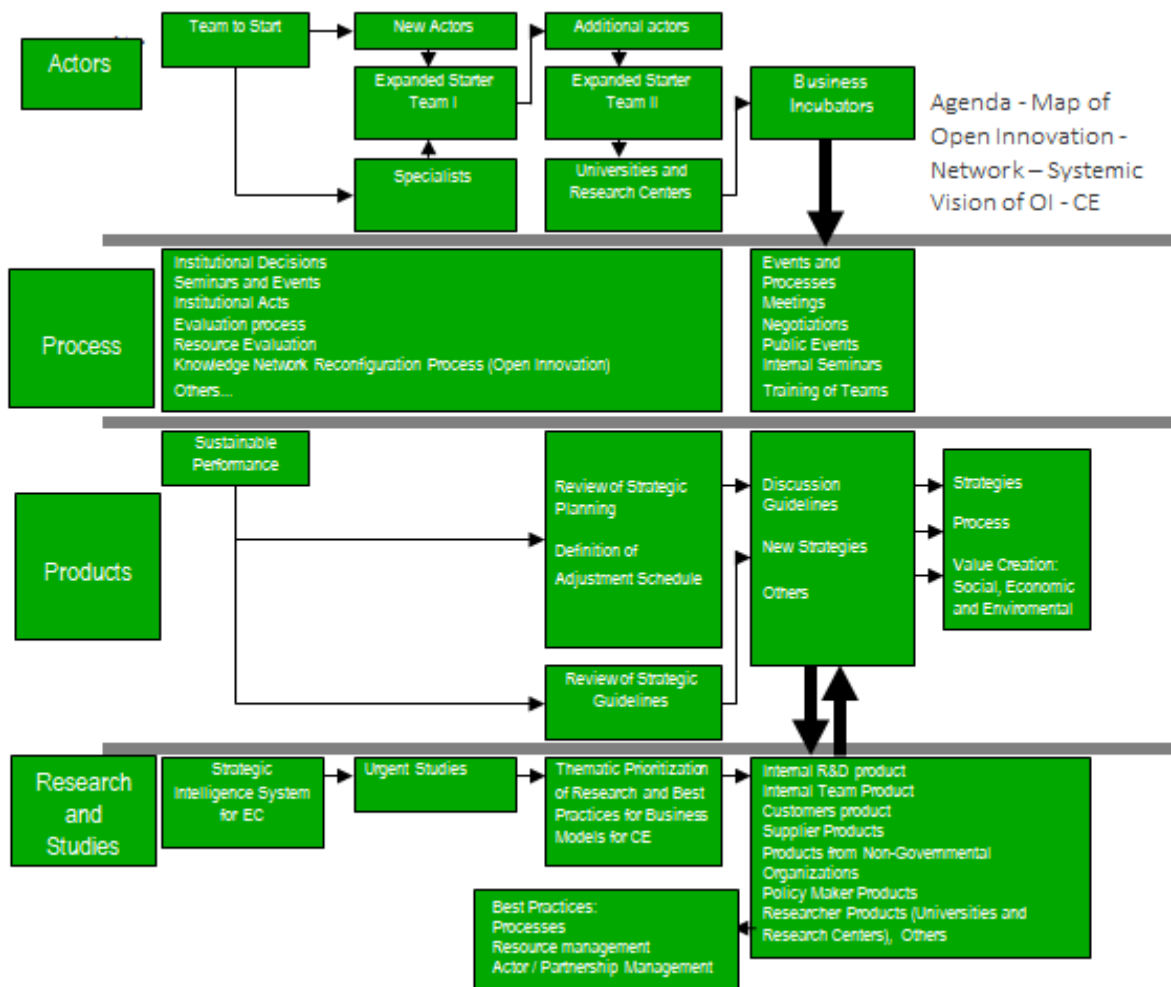 Actors
Team to Start
New Actors
Additional actors
Expanded Starter
Team I
Expanded Starter
Team II
Business
Incubators
Specialists
Universities and
Research Centers
Agenda - Map of
Open Innovation -
Network – Systemic
Vision of OI - CE
Process
Institutional Decisions
Seminars and Events
Institutional Acts
Evaluation process
Resource Evaluation
Knowledge Network Reconfiguration Process (Open Innovation)
Others...
Events and
Processes
Meetings
Negotiations
Public Events
Internal Seminars
Training of Teams
Products
Sustainable
Performance
Review of Strategic
Planning
Definition of
Adjustment Schedule
Discussion
Guidelines
New Strategies
Others
Strategies
Process
Value Creation:
Social, Economic
and Enviromental
Review of Strategic
Guidelines
Research
and
Studies
Strategic
Intelligence System
for EC
Urgent Studies
Thematic Prioritization
of Research and Best
Practices for Business
Models for CE
Internal R&D product
Internal Team Product
Customers product
Supplier Products
Products from Non-Governmental
Organizations
Policy Maker Products
Researcher Products (Universities and
Research Centers), Others
Best Practices:
Processes
Resource management
Actor / Partnership Management